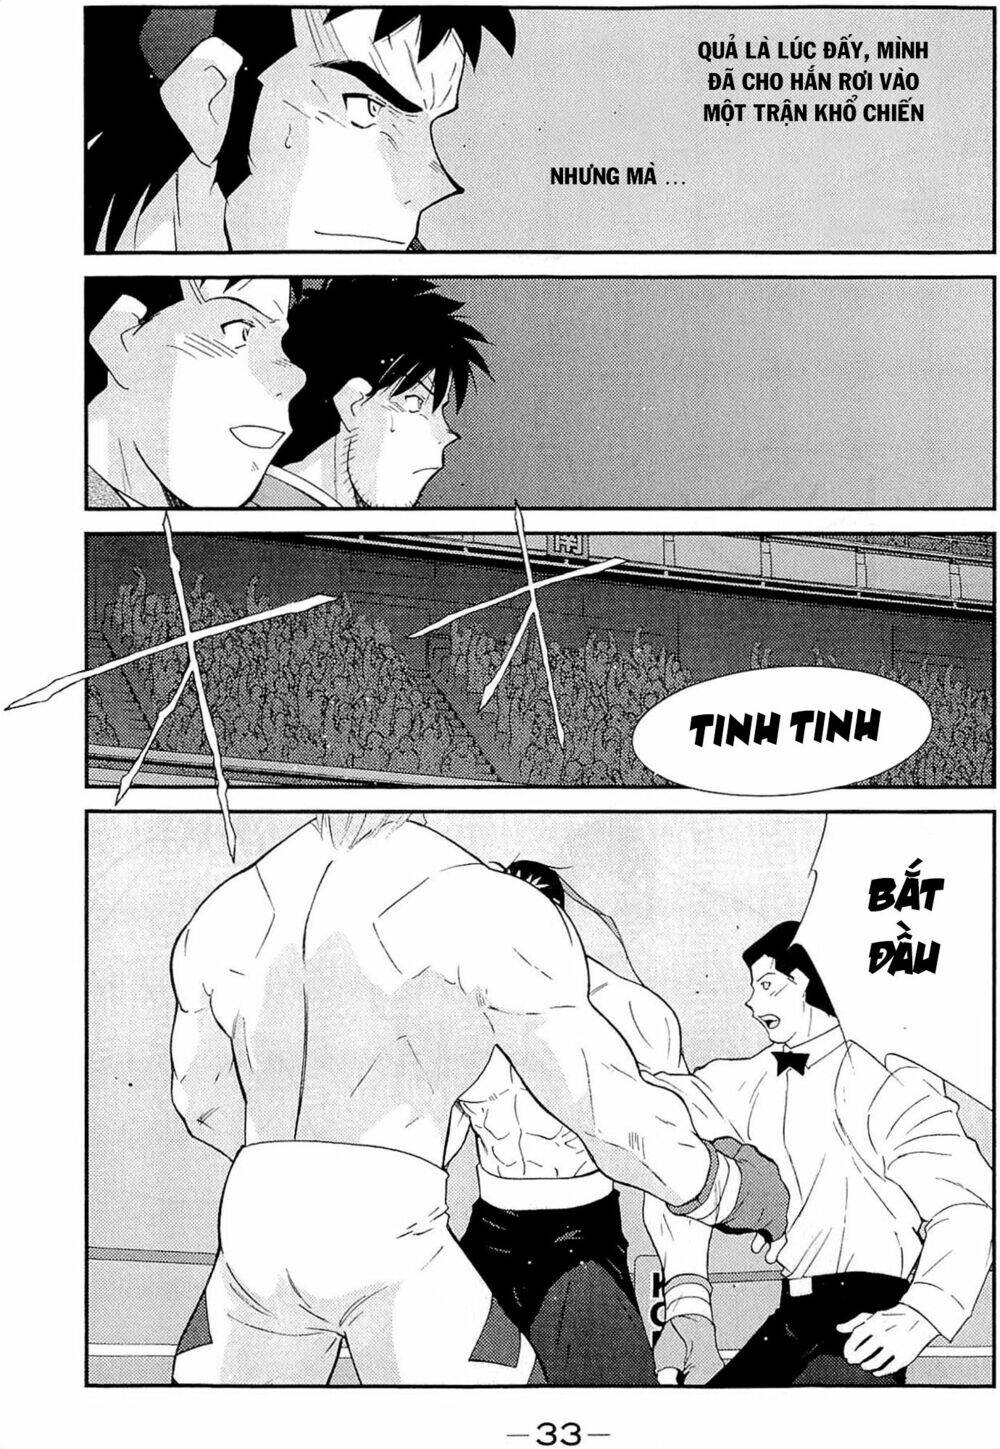 QUẢ LÀ LÚC ĐẤY, MÌNH
ĐÃ CHO HẮN RƠI VÀO
MỘT TRẬN KHỔ CHIẾN
NHƯNG MÀ ...
南
TINH TINH
BẮT
ĐẦU
K
O
-33-